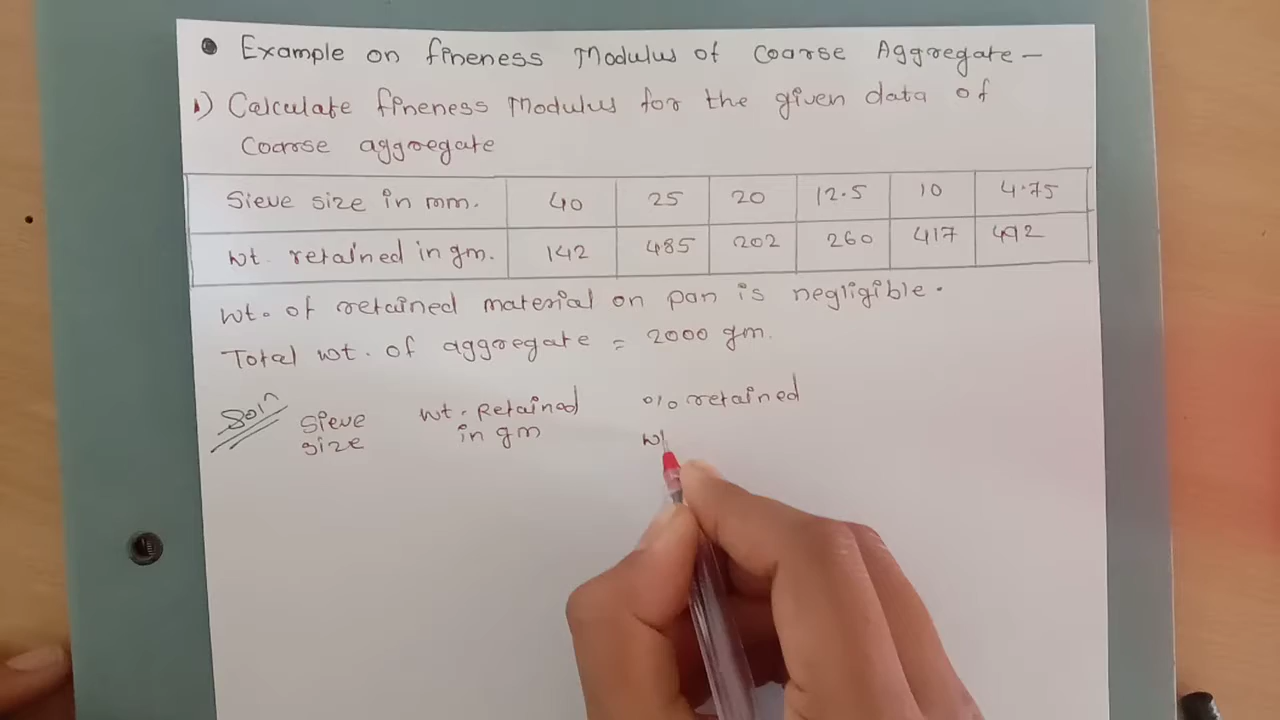 • Example on fineness Modulus of Coarse Aggregate -
1) Calculate fineness Modulus for the given data of
Coarse aggregate
Sieve size in mm. 40 25 20 12.5 10 4.75
Wt. retained in gm. 142 485 202 260 417 492
Wt. of retained material on pan is negligible.
Total wt. of aggregate = 2000 gm.
Soln Sieve size Wt. Retained in gm % retained w